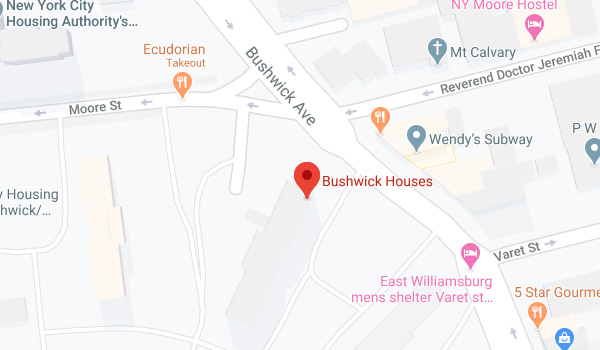 New York City
Housing Authority's...
NY Moore Hostel
Ecudorian
Takeout
Bushwick Ave
Mt Calvary
Reverend Doctor Jeremiah F
Moore St
Wendy's Subway
P W
Bushwick Houses
y Housing
hwick/...
Varet St
East Williamsburg
mens shelter Varet st...
5 Star Gourme